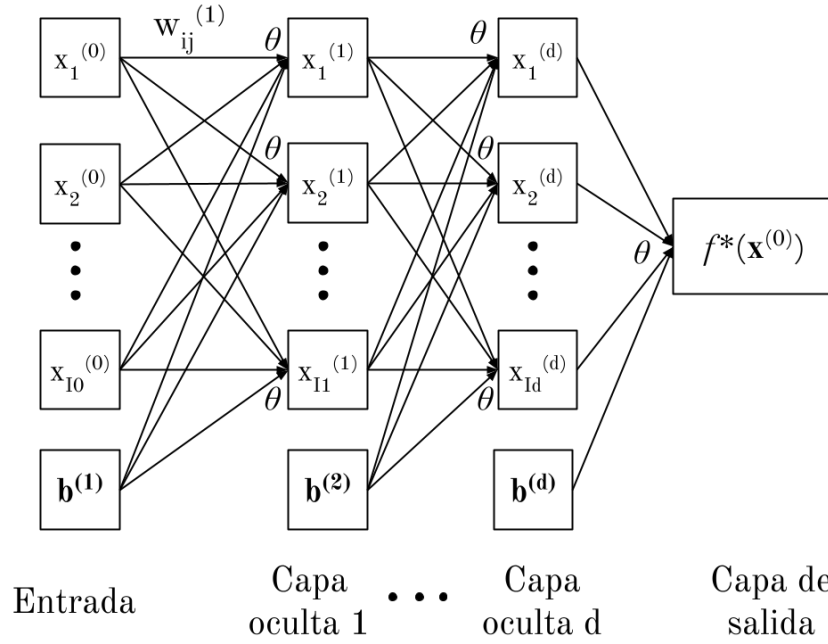 w_ij^(1)
x_1^(0) θ x_1^(1) θ x_1^(d)
x_2^(0) θ x_2^(1) x_2^(d)
θ f*(x^(0))
x_I0^(0) x_I1^(1) x_Id^(d)
θ θ
b^(1) b^(2) b^(d)
Entrada
Capa
oculta 1
• • •
Capa
oculta d
Capa de
salida